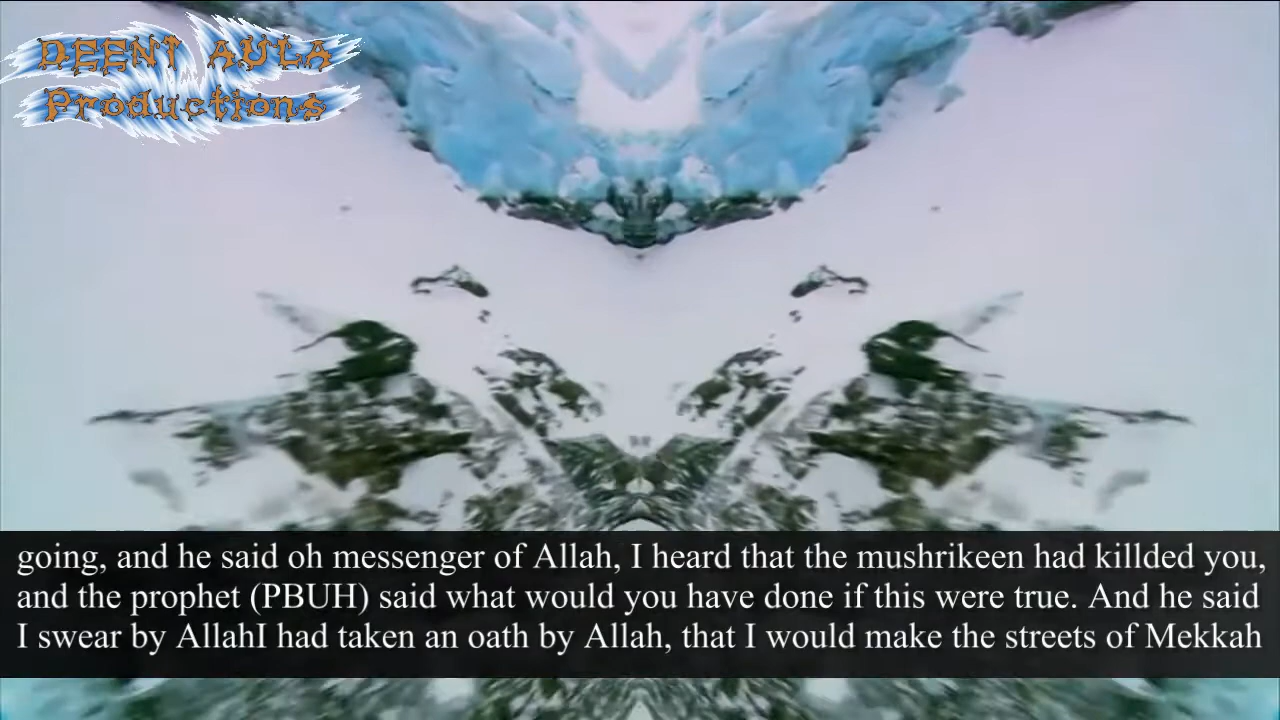 DEENI AULA
Productions
going, and he said oh messenger of Allah, I heard that the mushrikeen had killded you,
and the prophet (PBUH) said what would you have done if this were true. And he said
I swear by AllahI had taken an oath by Allah, that I would make the streets of Mekkah